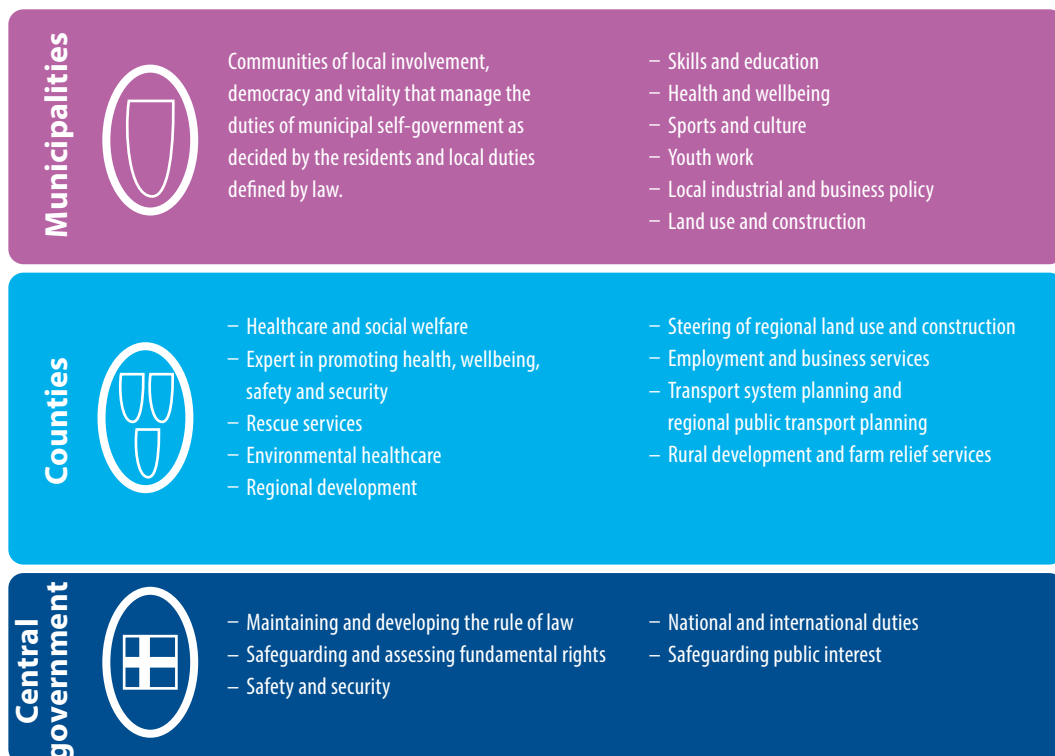 Municipalities
Communities of local involvement,
democracy and vitality that manage the
duties of municipal self-government as
decided by the residents and local duties
defined by law.
– Skills and education
– Health and wellbeing
– Sports and culture
– Youth work
– Local industrial and business policy
– Land use and construction
Counties
– Healthcare and social welfare
– Expert in promoting health, wellbeing,
safety and security
– Rescue services
– Environmental healthcare
– Regional development
– Steering of regional land use and construction
– Employment and business services
– Transport system planning and
regional public transport planning
– Rural development and farm relief services
Central
government
– Maintaining and developing the rule of law
– Safeguarding and assessing fundamental rights
– Safety and security
– National and international duties
– Safeguarding public interest